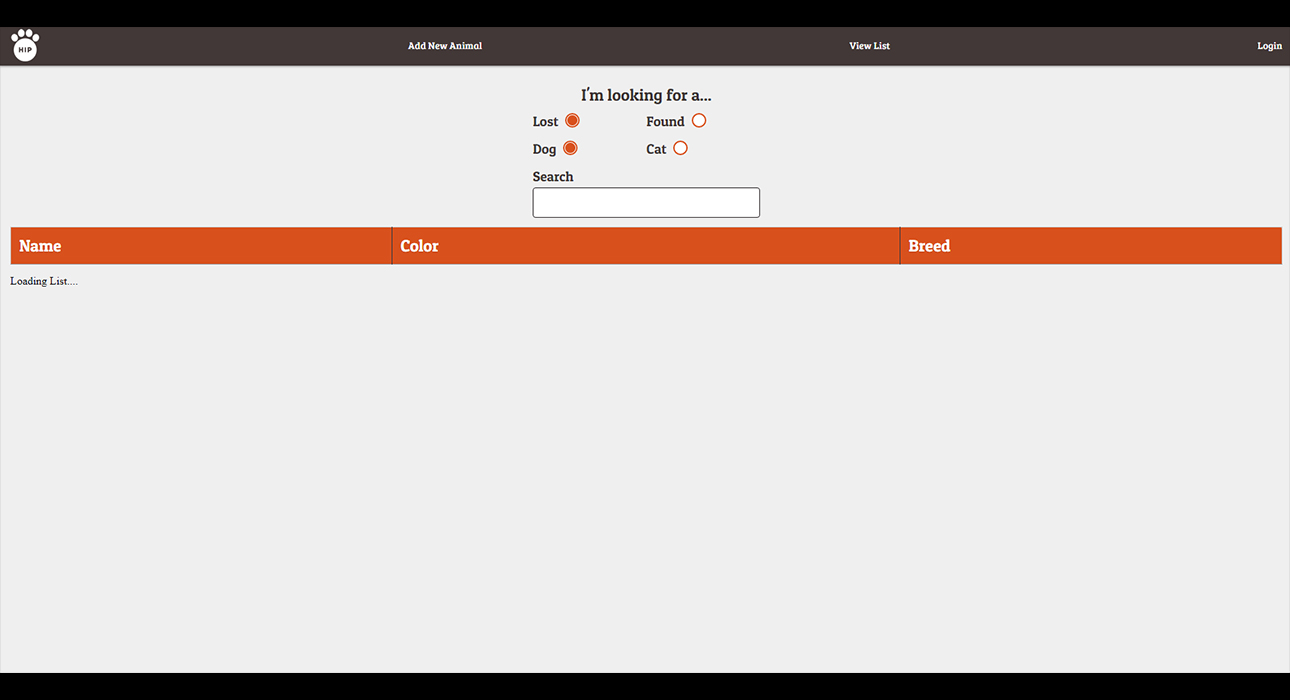 HIP Add New Animal View List Login
I'm looking for a...
Lost Found
Dog Cat
Search
Name Color Breed
Loading List....